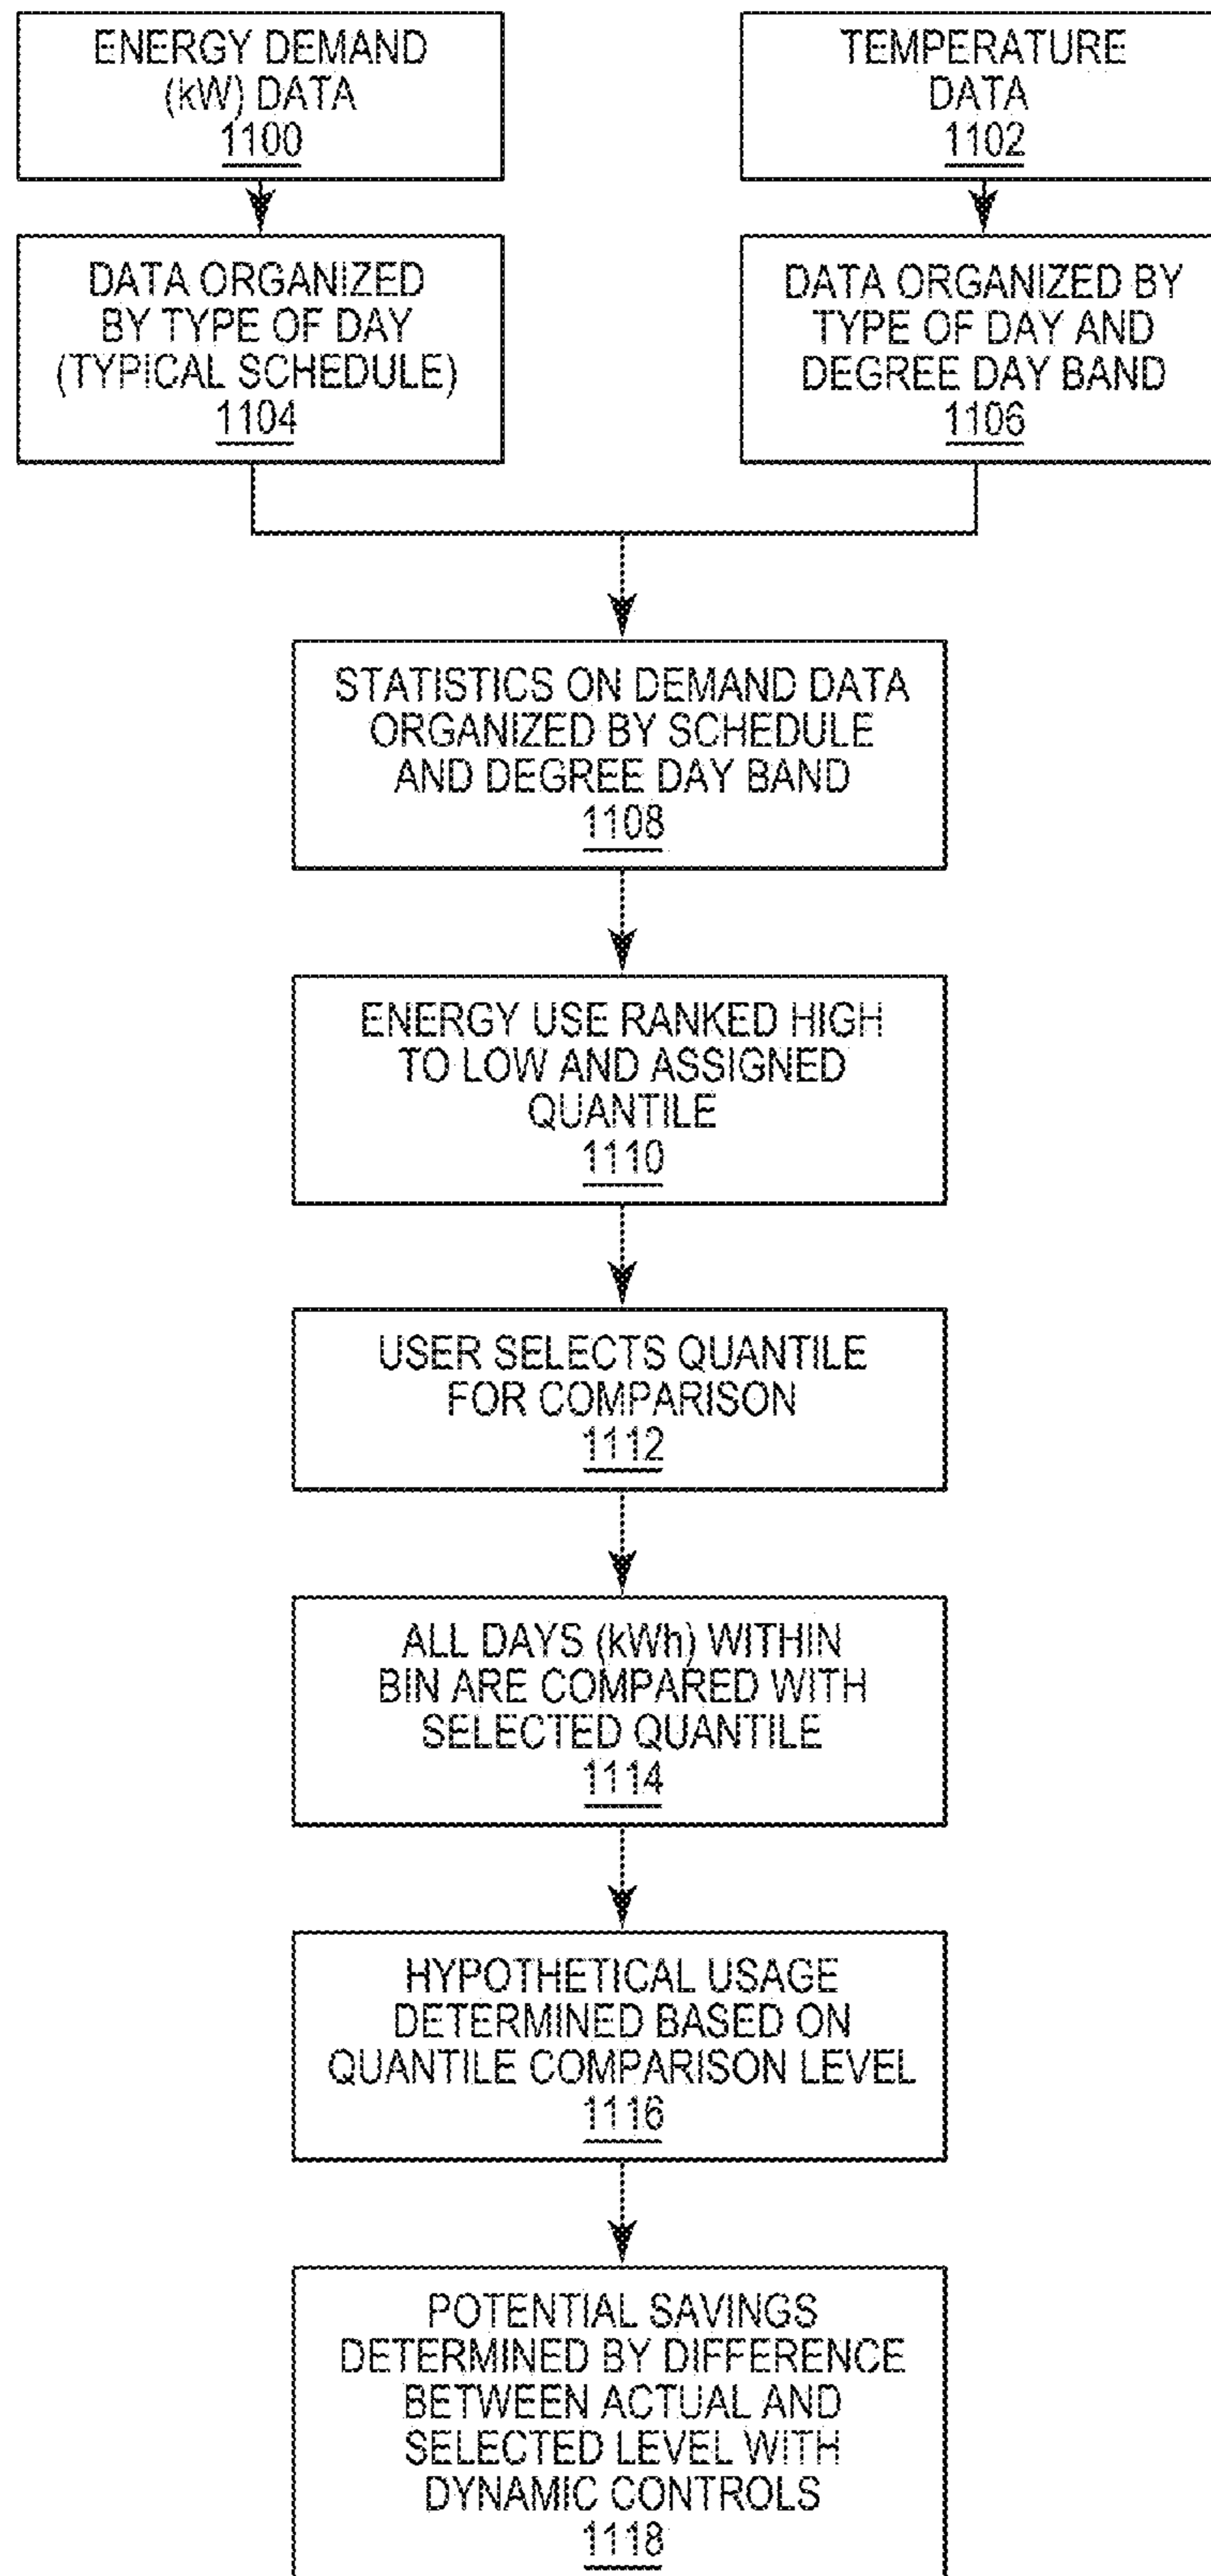 ENERGY DEMAND
(kW) DATA
1100
TEMPERATURE
DATA
1102
DATA ORGANIZED
BY TYPE OF DAY
(TYPICAL SCHEDULE)
1104
DATA ORGANIZED BY
TYPE OF DAY AND
DEGREE DAY BAND
1106
STATISTICS ON DEMAND DATA
ORGANIZED BY SCHEDULE
AND DEGREE DAY BAND
1108
ENERGY USE RANKED HIGH
TO LOW AND ASSIGNED
QUANTILE
1110
USER SELECTS QUANTILE
FOR COMPARISON
1112
ALL DAYS (kWh) WITHIN
BIN ARE COMPARED WITH
SELECTED QUANTILE
1114
HYPOTHETICAL USAGE
DETERMINED BASED ON
QUANTILE COMPARISON LEVEL
1116
POTENTIAL SAVINGS
DETERMINED BY DIFFERENCE
BETWEEN ACTUAL AND
SELECTED LEVEL WITH
DYNAMIC CONTROLS
1118